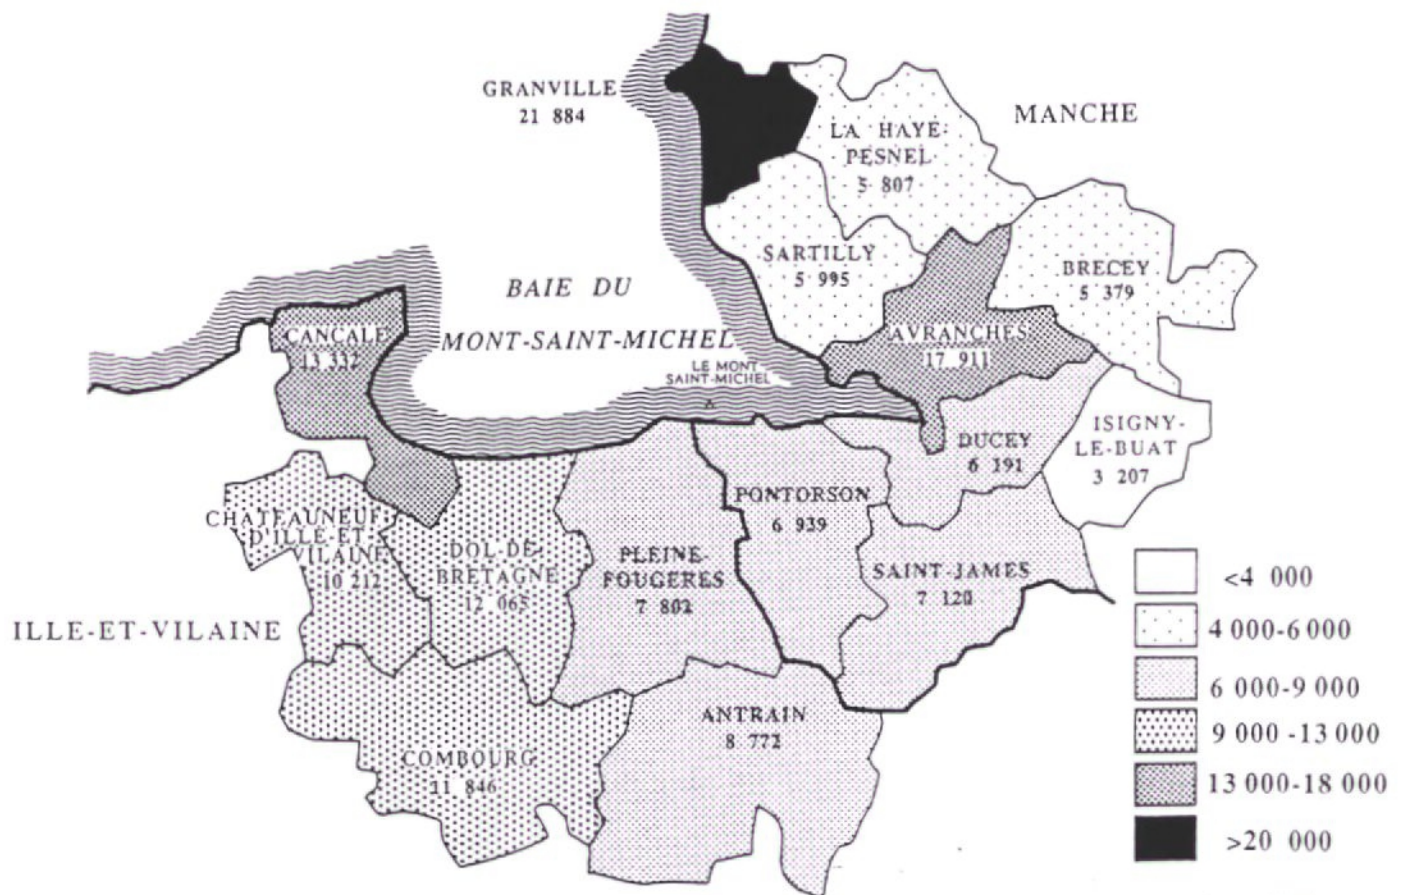 GRANVILLE
21 884
MANCHE
LA HAYE-
PESNEL
5 807
SARTILLY
5 995
BRECEY
5 379
BAIE DU
MONT-SAINT-MICHEL
CANCALE
13 332
AVRANCHES
17 911
LE MONT
SAINT-MICHEL
ISIGNY-
LE-BUAT
3 207
DUCEY
6 191
PONTORSON
6 939
CHATEAUNEUF
D'ILLE-ET-
VILAINE
10 212
DOL-DE-
BRETAGNE
12 065
PLEINE-
FOUGERES
7 802
SAINT-JAMES
7 120
ILLE-ET-VILAINE
ANTRAIN
8 772
COMBOURG
11 846
<4 000
4 000-6 000
6 000-9 000
9 000 -13 000
13 000-18 000
>20 000